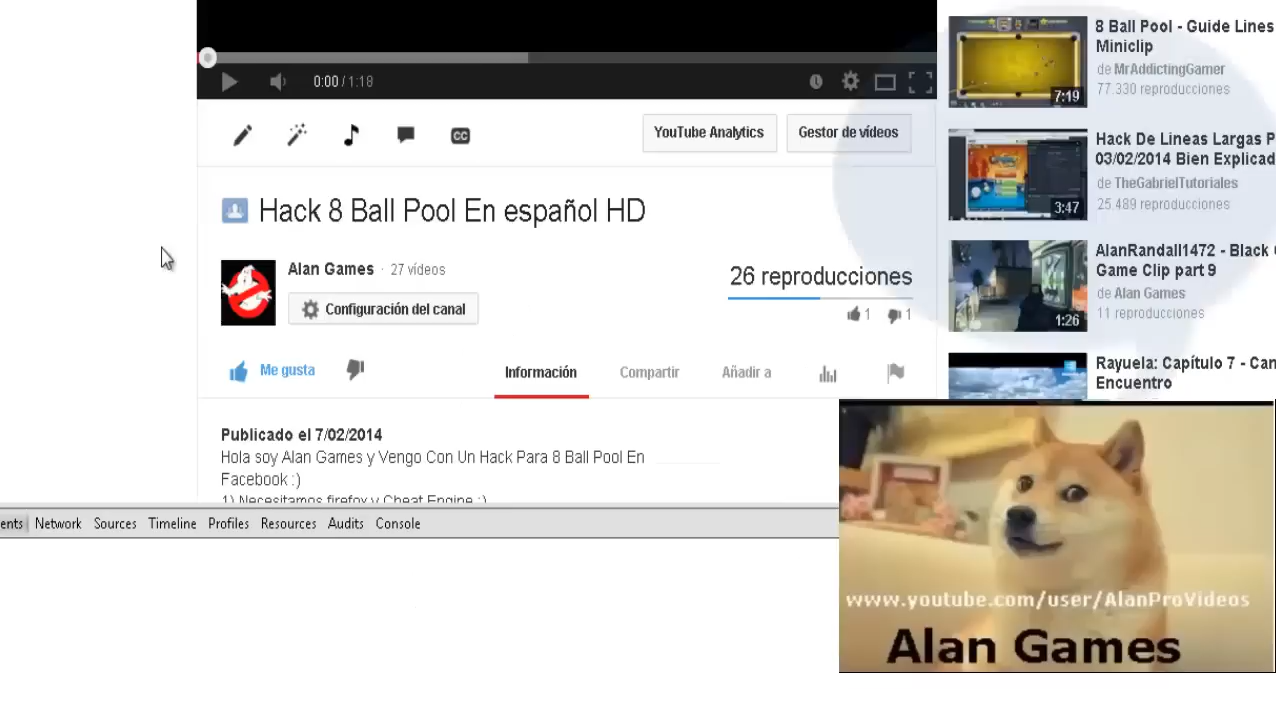 0:00 / 1:18
YouTube Analytics
Gestor de vídeos
Hack 8 Ball Pool En español HD
Alan Games · 27 vídeos
Configuración del canal
26 reproducciones
1 1
Me gusta
Información
Compartir
Añadir a
Publicado el 7/02/2014
Hola soy Alan Games y Vengo Con Un Hack Para 8 Ball Pool En
Facebook :)
1) Necesitamos firefox y Cheat Engine :)
8 Ball Pool - Guide Lines
Miniclip
de MrAddictingGamer
77.330 reproducciones
7:19
Hack De Lineas Largas P
03/02/2014 Bien Explicad
de TheGabrielTutoriales
25.489 reproducciones
3:47
AlanRandall1472 - Black
Game Clip part 9
de Alan Games
11 reproducciones
1:26
Rayuela: Capítulo 7 - Can
Encuentro
ents Network Sources Timeline Profiles Resources Audits Console
www.youtube.com/user/AlanProVideos
Alan Games